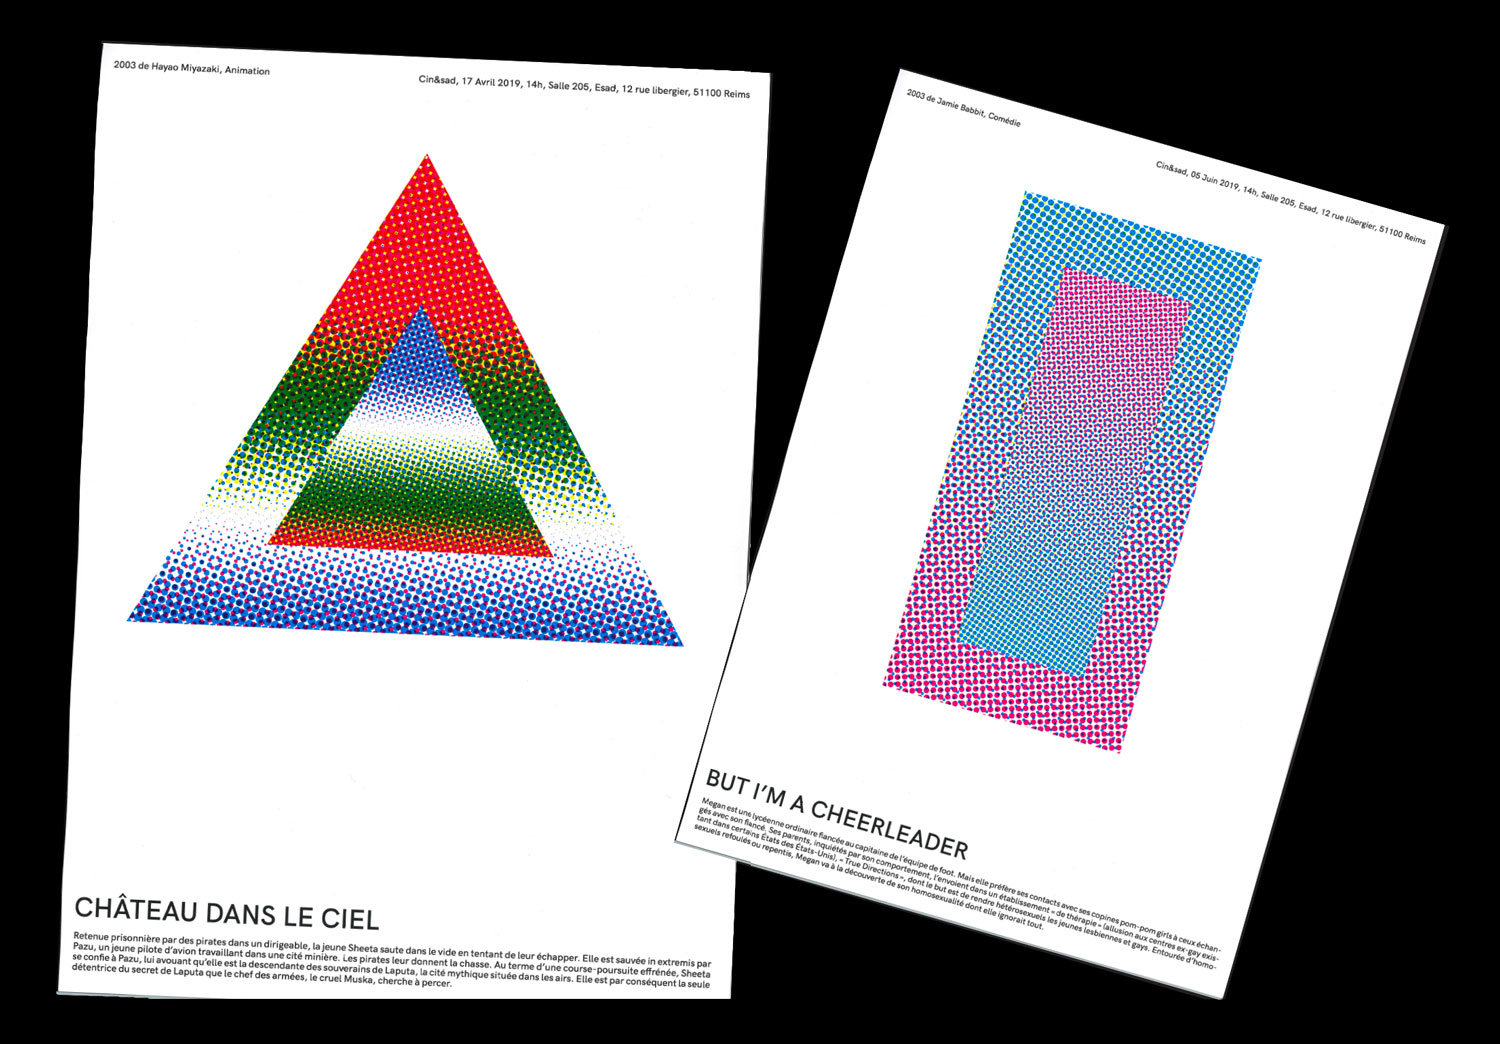 2003 de Hayao Miyazaki, Animation
Cin&sad, 17 Avril 2019, 14h, Salle 205, Esad, 12 rue libergier, 51100 Reims
CHÂTEAU DANS LE CIEL
Retenue prisonnière par des pirates dans un dirigeable, la jeune Sheeta saute dans le vide en tentant de leur échapper. Elle est sauvée in extremis par
Pazu, un jeune pilote d'avion travaillant dans une cité minière. Les pirates leur donnent la chasse. Au terme d'une course-poursuite effrénée, Sheeta
se confie à Pazu, lui avouant qu'elle est la descendante des souverains de Laputa, la cité mythique située dans les airs. Elle est par conséquent la seule
détentrice du secret de Laputa que le chef des armées, le cruel Muska, cherche à percer.
2003 de Jamie Babbit, Comédie
Cin&sad, 05 Juin 2019, 14h, Salle 205, Esad, 12 rue libergier, 51100 Reims
BUT I'M A CHEERLEADER
Megan est une lycéenne ordinaire fiancée au capitaine de l'équipe de foot. Mais elle préfère ses contacts avec ses copines pom-pom girls à ceux échan-
gés avec son fiancé. Ses parents, inquiétés par son comportement, l'envoient dans un établissement « de thérapie » (allusion aux centres ex-gay exis-
tant dans certains États des États-Unis), « True Directions », dont le but est de rendre hétérosexuels les jeunes lesbiennes et gays. Entourée d'homo-
sexuels refoulés ou repentis, Megan va à la découverte de son homosexualité dont elle ignorait tout.